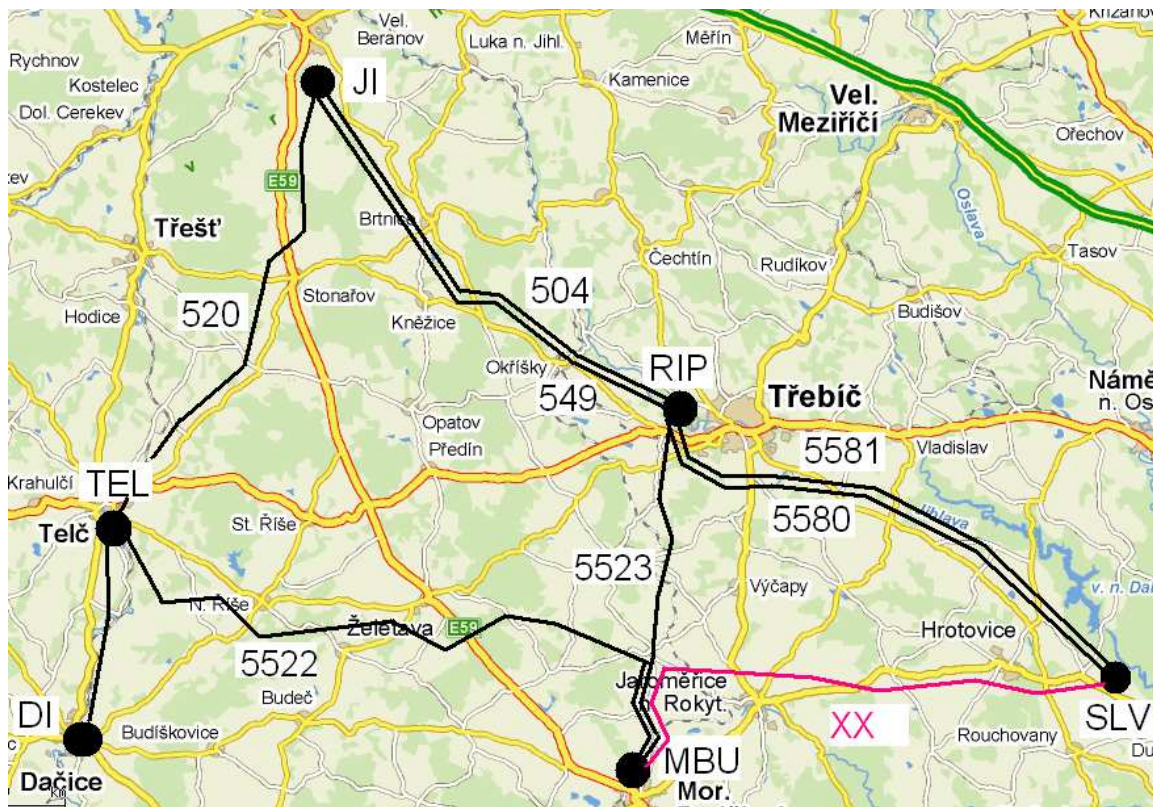 Rychnov
Kostelec
Dol. Cerekev
Vel.
Beranov
Luka n. Jihl.
Měřín
Křižanov
JI
Kamenice
Vel.
Meziříčí
Ořechov
E59
Třešť
Brtnice
Oslava
Tasov
Čechtín
Rudíkov
Hodice
520
Stonařov
504
Kněžice
Budišov
Okříšky
549
RIP
Třebíč
Opatov
Předín
5581
Vladislav
Krahulčí
TEL
5580
Jihlava
Telč
St. Říše
5523
Výčapy
N. Říše
Želetava
E59
Hrotovice
5522
Jaroměřice
n. Rokyt.
DI
Budeč
Budíškovice
XX
SLV
Rouchovany
Dačice
MBU
Mor.
Km